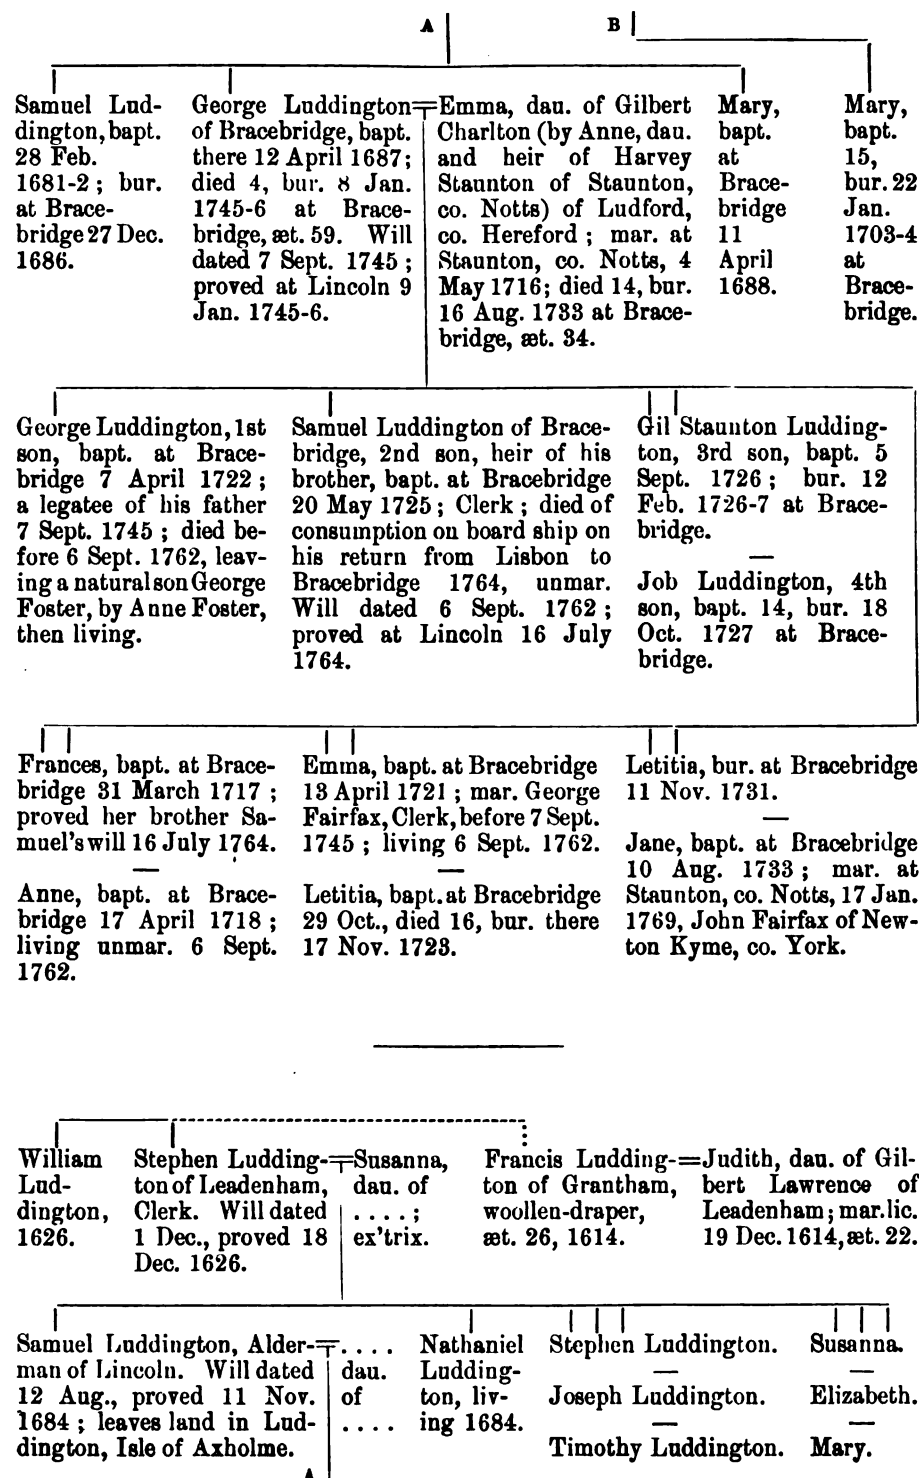 A
B
Samuel Lud-
dington, bapt.
28 Feb.
1681-2 ; bur.
at Brace-
bridge 27 Dec.
1686.
George Luddington
of Bracebridge, bapt.
there 12 April 1687;
died 4, bur. 8 Jan.
1745-6 at Brace-
bridge, æt. 59. Will
dated 7 Sept. 1745 ;
proved at Lincoln 9
Jan. 1745-6.
=Emma, dau. of Gilbert
Charlton (by Anne, dau.
and heir of Harvey
Staunton of Staunton,
co. Notts) of Ludford,
co. Hereford ; mar. at
Staunton, co. Notts, 4
May 1716; died 14, bur.
16 Aug. 1733 at Brace-
bridge, æt. 34.
Mary,
bapt.
at
Brace-
bridge
11
April
1688.
Mary,
bapt.
15,
bur. 22
Jan.
1703-4
at
Brace-
bridge.
George Luddington, 1st
son, bapt. at Brace-
bridge 7 April 1722 ;
a legatee of his father
7 Sept. 1745 ; died be-
fore 6 Sept. 1762, leav-
ing a natural son George
Foster, by Anne Foster,
then living.
Samuel Luddington of Brace-
bridge, 2nd son, heir of his
brother, bapt. at Bracebridge
20 May 1725 ; Clerk ; died of
consumption on board ship on
his return from Lisbon to
Bracebridge 1764, unmar.
Will dated 6 Sept. 1762 ;
proved at Lincoln 16 July
1764.
Gil Staunton Ludding-
ton, 3rd son, bapt. 5
Sept. 1726 ; bur. 12
Feb. 1726-7 at Brace-
bridge.
—
Job Luddington, 4th
son, bapt. 14, bur. 18
Oct. 1727 at Brace-
bridge.
Frances, bapt. at Brace-
bridge 31 March 1717 ;
proved her brother Sa-
muel's will 16 July 1764.
—
Anne, bapt. at Brace-
bridge 17 April 1718 ;
living unmar. 6 Sept.
1762.
Emma, bapt. at Bracebridge
13 April 1721 ; mar. George
Fairfax, Clerk, before 7 Sept.
1745 ; living 6 Sept. 1762.
—
Letitia, bapt. at Bracebridge
29 Oct., died 16, bur. there
17 Nov. 1723.
Letitia, bur. at Bracebridge
11 Nov. 1731.
—
Jane, bapt. at Bracebridge
10 Aug. 1733 ; mar. at
Staunton, co. Notts, 17 Jan.
1769, John Fairfax of New-
ton Kyme, co. York.
William
Lud-
dington,
1626.
Stephen Ludding-
ton of Leadenham,
Clerk. Will dated
1 Dec., proved 18
Dec. 1626.
=Susanna,
dau. of
. . . . ;
ex'trix.
Francis Ludding-
ton of Grantham,
woollen-draper,
æt. 26, 1614.
=Judith, dau. of Gil-
bert Lawrence of
Leadenham; mar. lic.
19 Dec. 1614, æt. 22.
Samuel Luddington, Alder-
man of Lincoln. Will dated
12 Aug., proved 11 Nov.
1684 ; leaves land in Lud-
dington, Isle of Axholme.
=. . . .
dau.
of
. . . .
Nathaniel
Ludding-
ton, liv-
ing 1684.
Stephen Luddington.
—
Joseph Luddington.
—
Timothy Luddington.
Susanna.
—
Elizabeth.
—
Mary.
A